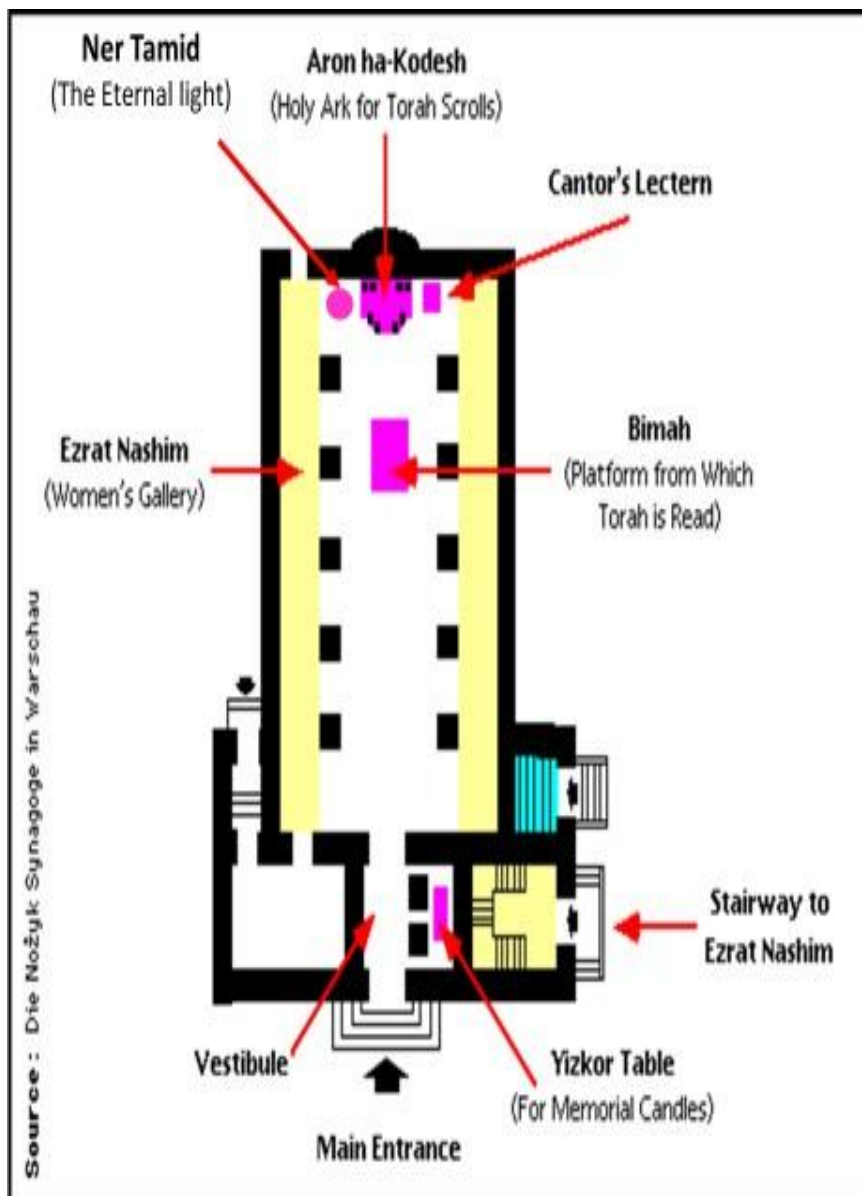 Ner Tamid
(The Eternal light)
Aron ha-Kodesh
(Holy Ark for Torah Scrolls)
Cantor's Lectern
Ezrat Nashim
(Women's Gallery)
Bimah
(Platform from Which
Torah is Read)
Stairway to
Ezrat Nashim
Vestibule
Yizkor Table
(For Memorial Candles)
Main Entrance
Source : Die Nożyk Synagoge in Warschau